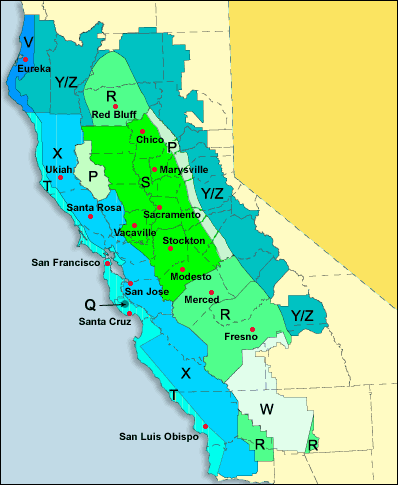 V
Eureka
Y/Z
R
Red Bluff
Chico
P
X
Ukiah
P
Marysville
T
S
Y/Z
Santa Rosa
Sacramento
Vacaville
Stockton
San Francisco
Modesto
San Jose
Merced
Q
R
Y/Z
Santa Cruz
Fresno
X
T
W
San Luis Obispo
R
R